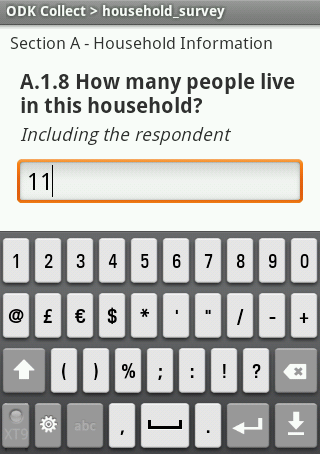 ODK Collect > household_survey
Section A - Household Information
A.1.8 How many people live
in this household?
Including the respondent
11
1 2 3 4 5 6 7 8 9 0
@ £ € $ * ' " / - +
( ) % ; : ! ?
XT9 abc , .